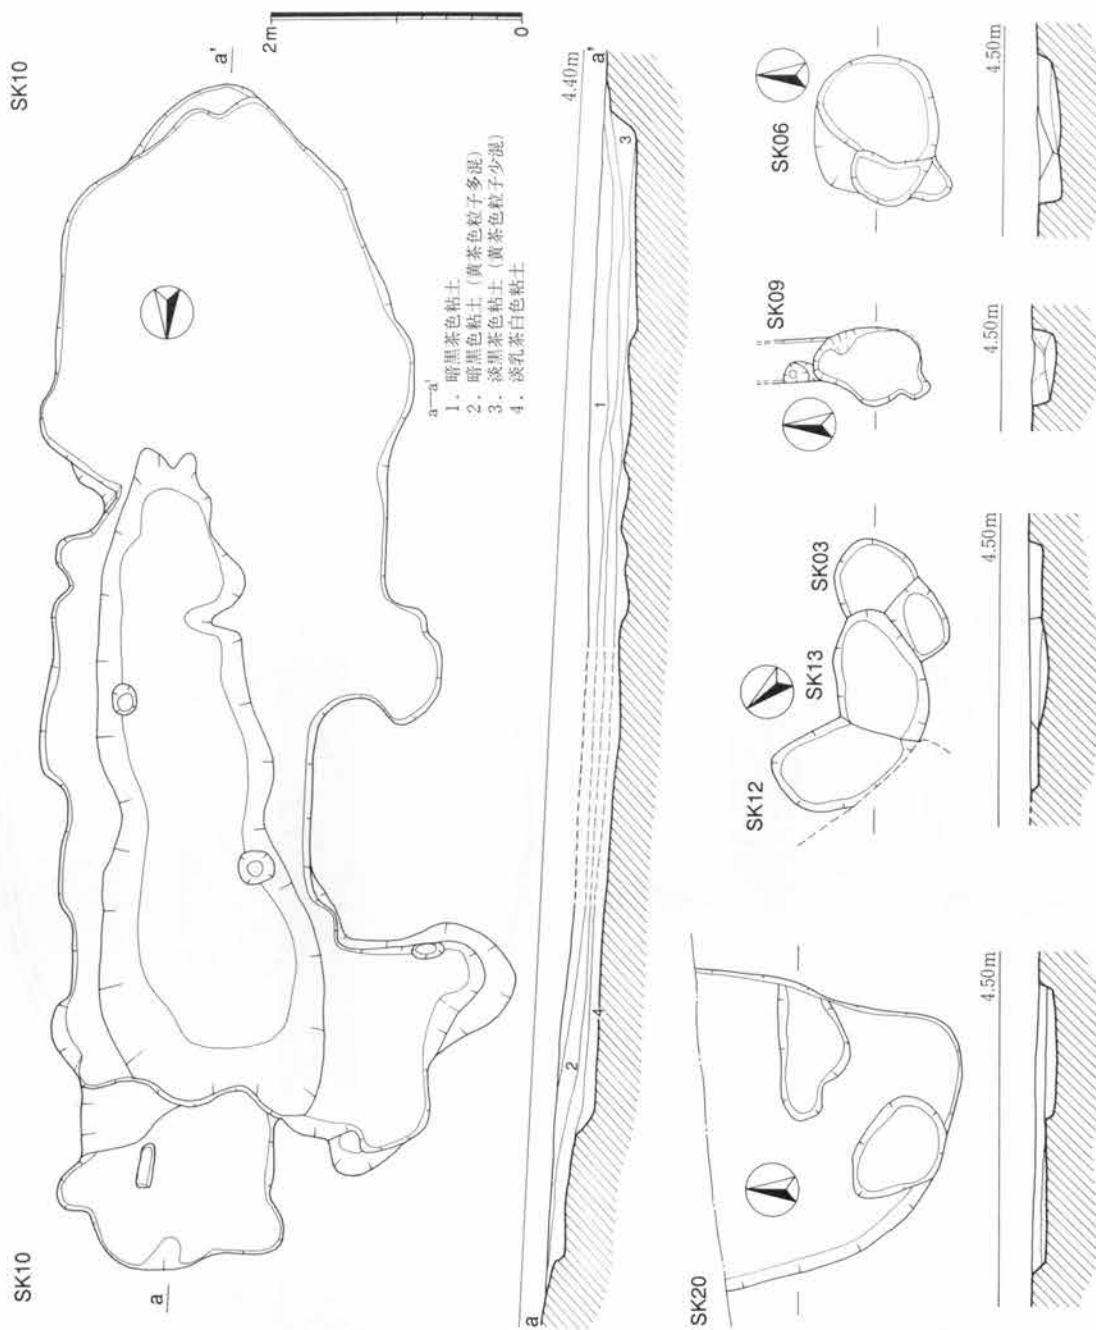 SK10
SK10
a
a'
2m
0
a—a'
1. 暗黒茶色粘土
2. 暗黒色粘土（黄茶色粒子多混）
3. 淡黒茶色粘土（黄茶色粒子少混）
4. 淡乳茶白色粘土
a
4.40m
a'
1
2
3
4
SK20
4.50m
SK12
SK13
SK03
4.50m
SK09
4.50m
SK06
4.50m